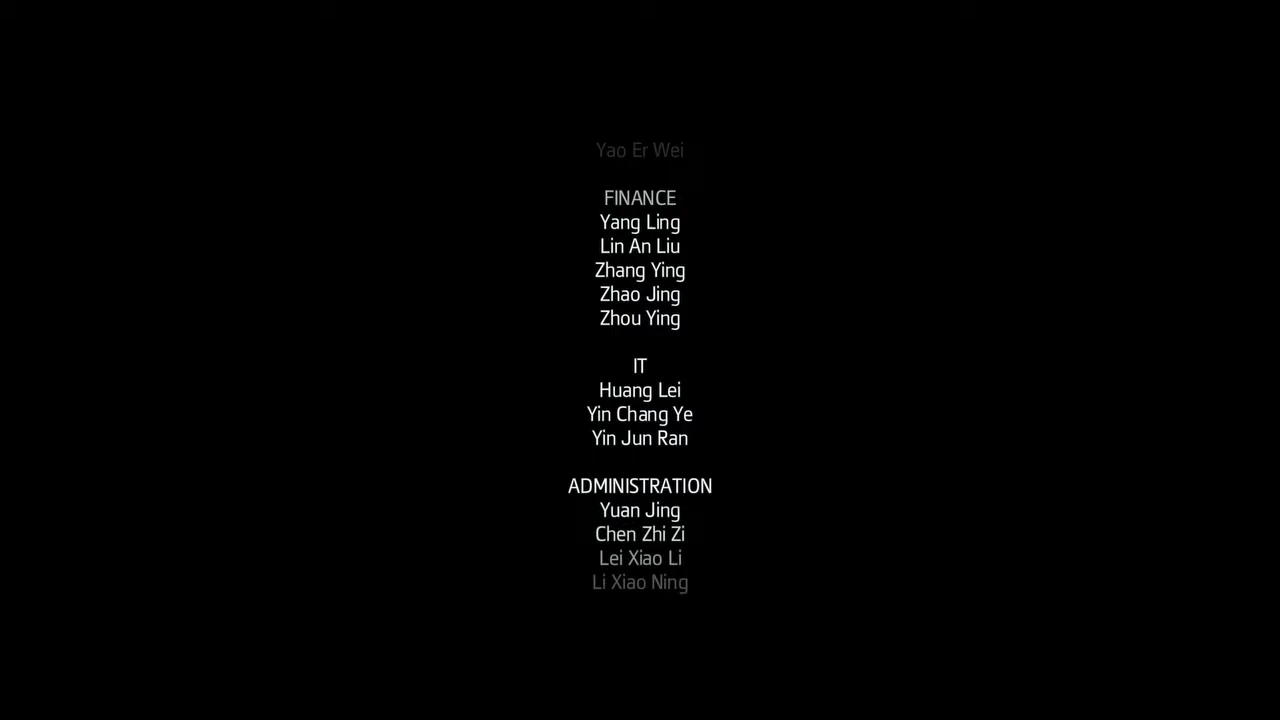 Yao Er Wei
FINANCE
Yang Ling
Lin An Liu
Zhang Ying
Zhao Jing
Zhou Ying
IT
Huang Lei
Yin Chang Ye
Yin Jun Ran
ADMINISTRATION
Yuan Jing
Chen Zhi Zi
Lei Xiao Li
Li Xiao Ning